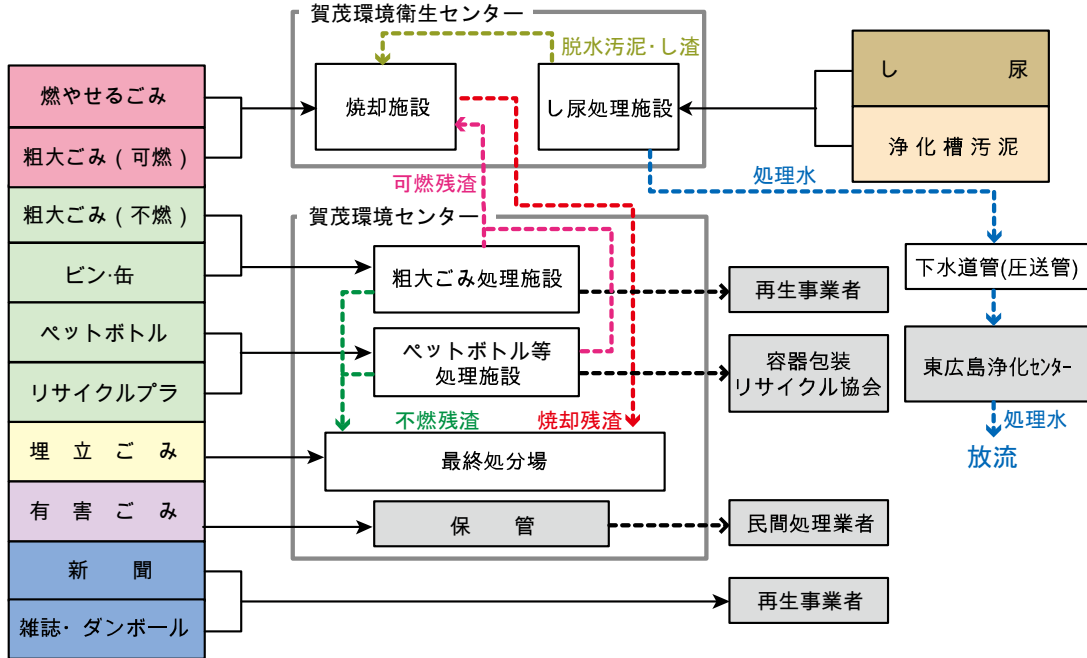 賀茂環境衛生センター
脱水汚泥・し渣
焼却施設
し尿処理施設
し尿
浄化槽汚泥
燃やせるごみ
粗大ごみ(可燃)
粗大ごみ(不燃)
ビン・缶
ペットボトル
リサイクルプラ
埋立ごみ
有害ごみ
新聞
雑誌・ダンボール
可燃残渣
処理水
賀茂環境センター
粗大ごみ処理施設
ペットボトル等
処理施設
不燃残渣
焼却残渣
最終処分場
保管
再生事業者
容器包装
リサイクル協会
民間処理業者
再生事業者
下水道管(圧送管)
東広島浄化センター
処理水
放流